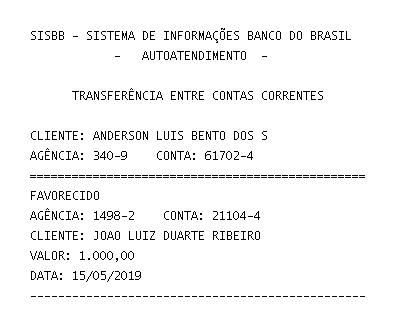 SISBB - SISTEMA DE INFORMAÇÕES BANCO DO BRASIL
- AUTOATENDIMENTO -
TRANSFERÊNCIA ENTRE CONTAS CORRENTES
CLIENTE: ANDERSON LUIS BENTO DOS S
AGÊNCIA: 340-9 CONTA: 61702-4
================================================
FAVORECIDO
AGÊNCIA: 1498-2 CONTA: 21104-4
CLIENTE: JOAO LUIZ DUARTE RIBEIRO
VALOR: 1.000,00
DATA: 15/05/2019
------------------------------------------------